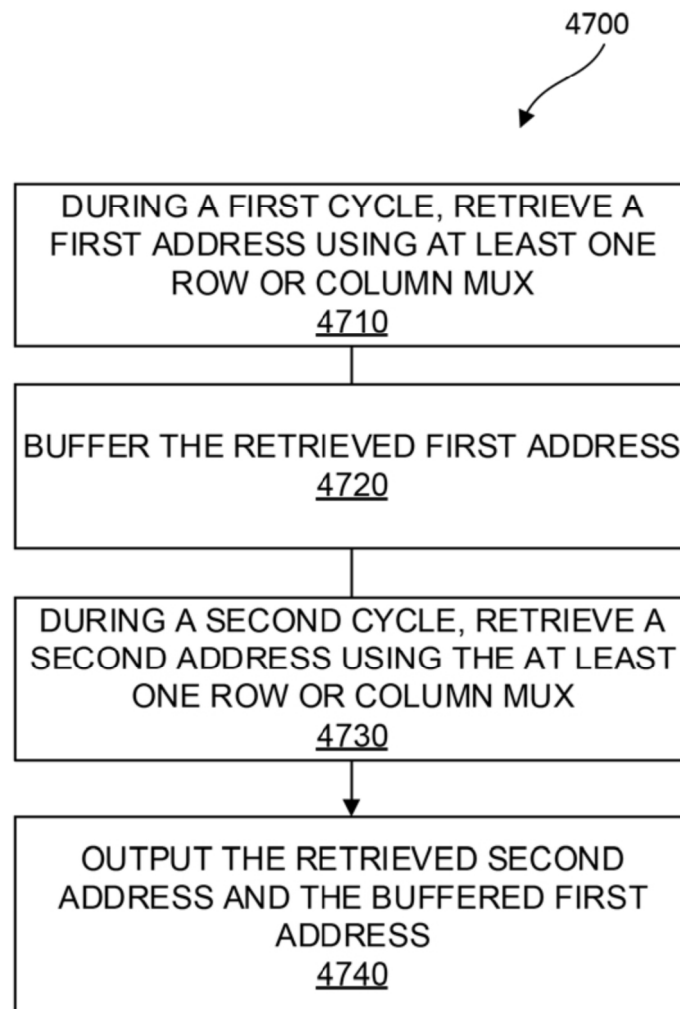 4700
DURING A FIRST CYCLE, RETRIEVE A
FIRST ADDRESS USING AT LEAST ONE
ROW OR COLUMN MUX
4710
BUFFER THE RETRIEVED FIRST ADDRESS
4720
DURING A SECOND CYCLE, RETRIEVE A
SECOND ADDRESS USING THE AT LEAST
ONE ROW OR COLUMN MUX
4730
OUTPUT THE RETRIEVED SECOND
ADDRESS AND THE BUFFERED FIRST
ADDRESS
4740